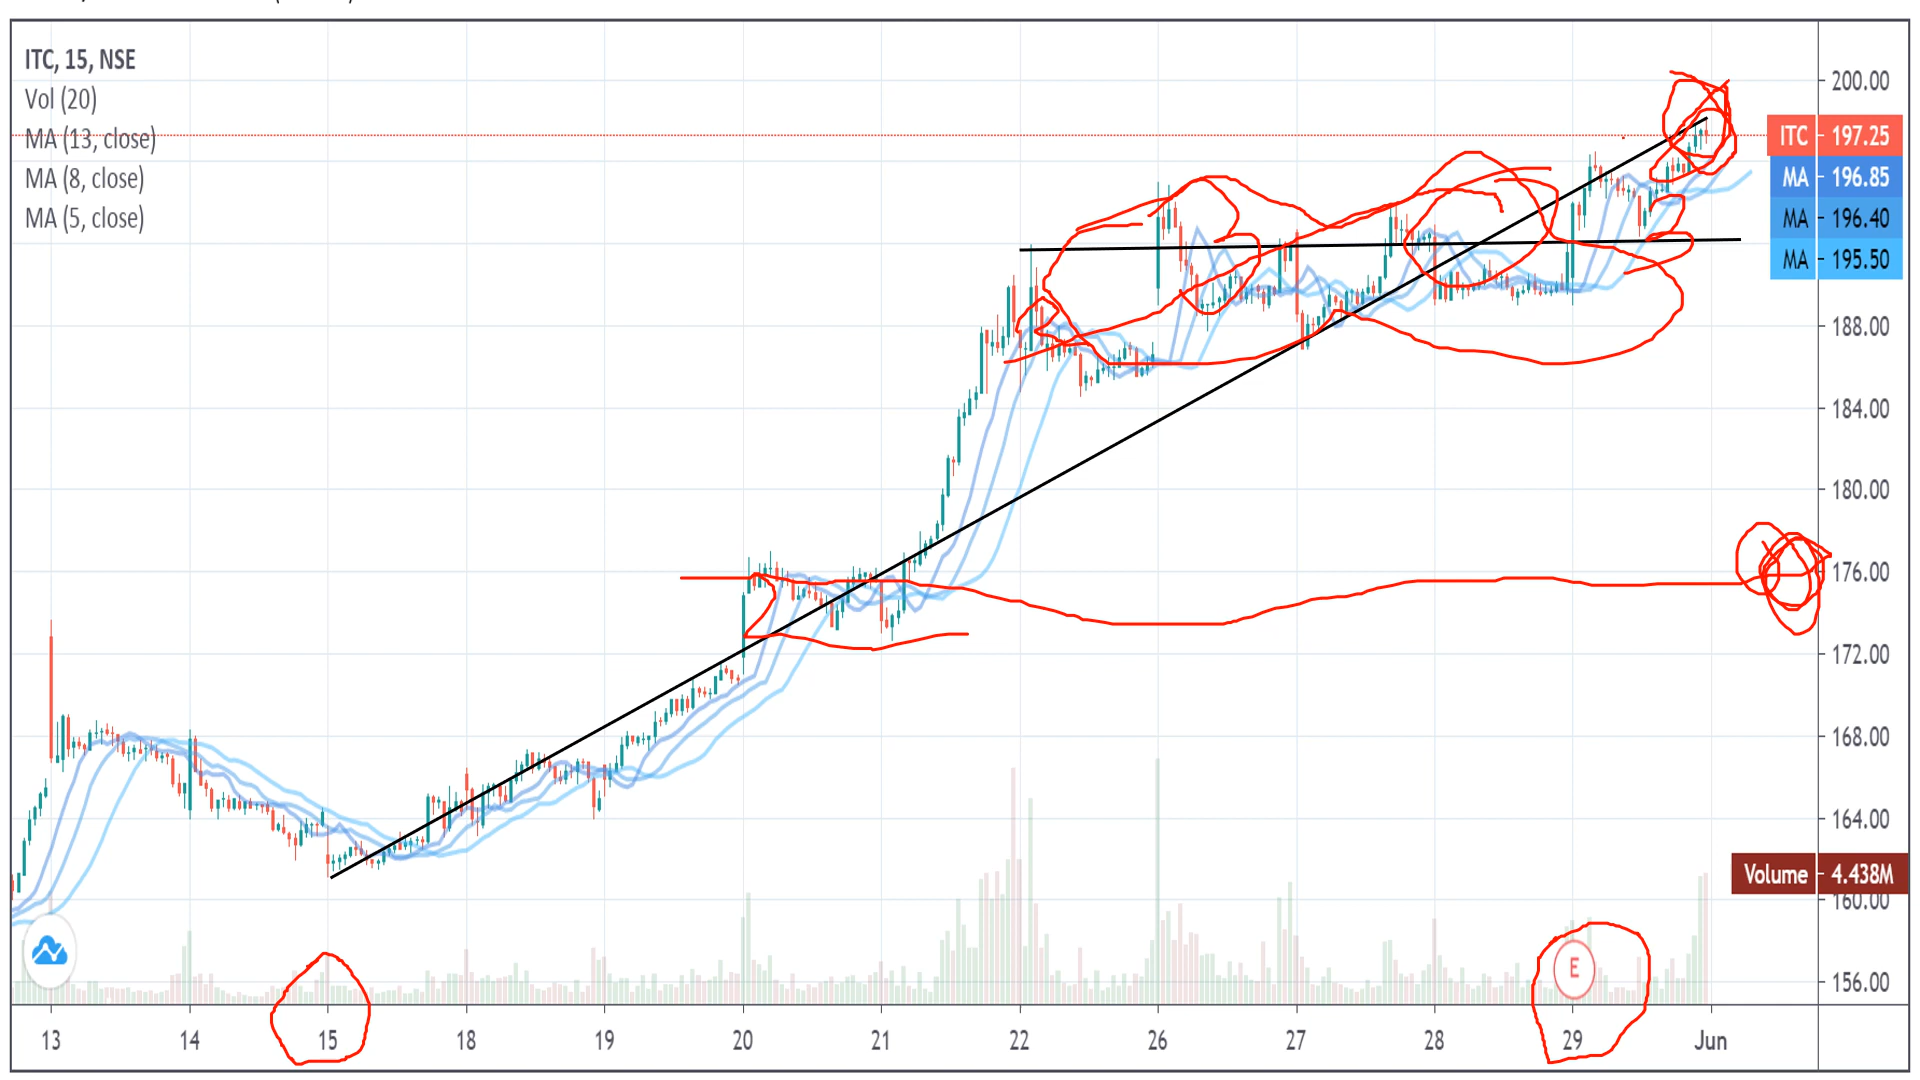 ITC, 15, NSE
Vol (20)
MA (13, close)
MA (8, close)
MA (5, close)
200.00
ITC 197.25
MA 196.85
MA 196.40
MA 195.50
188.00
184.00
180.00
176.00
172.00
168.00
164.00
Volume 4.438M
160.00
156.00
E
13 14 15 18 19 20 21 22 26 27 28 29 Jun